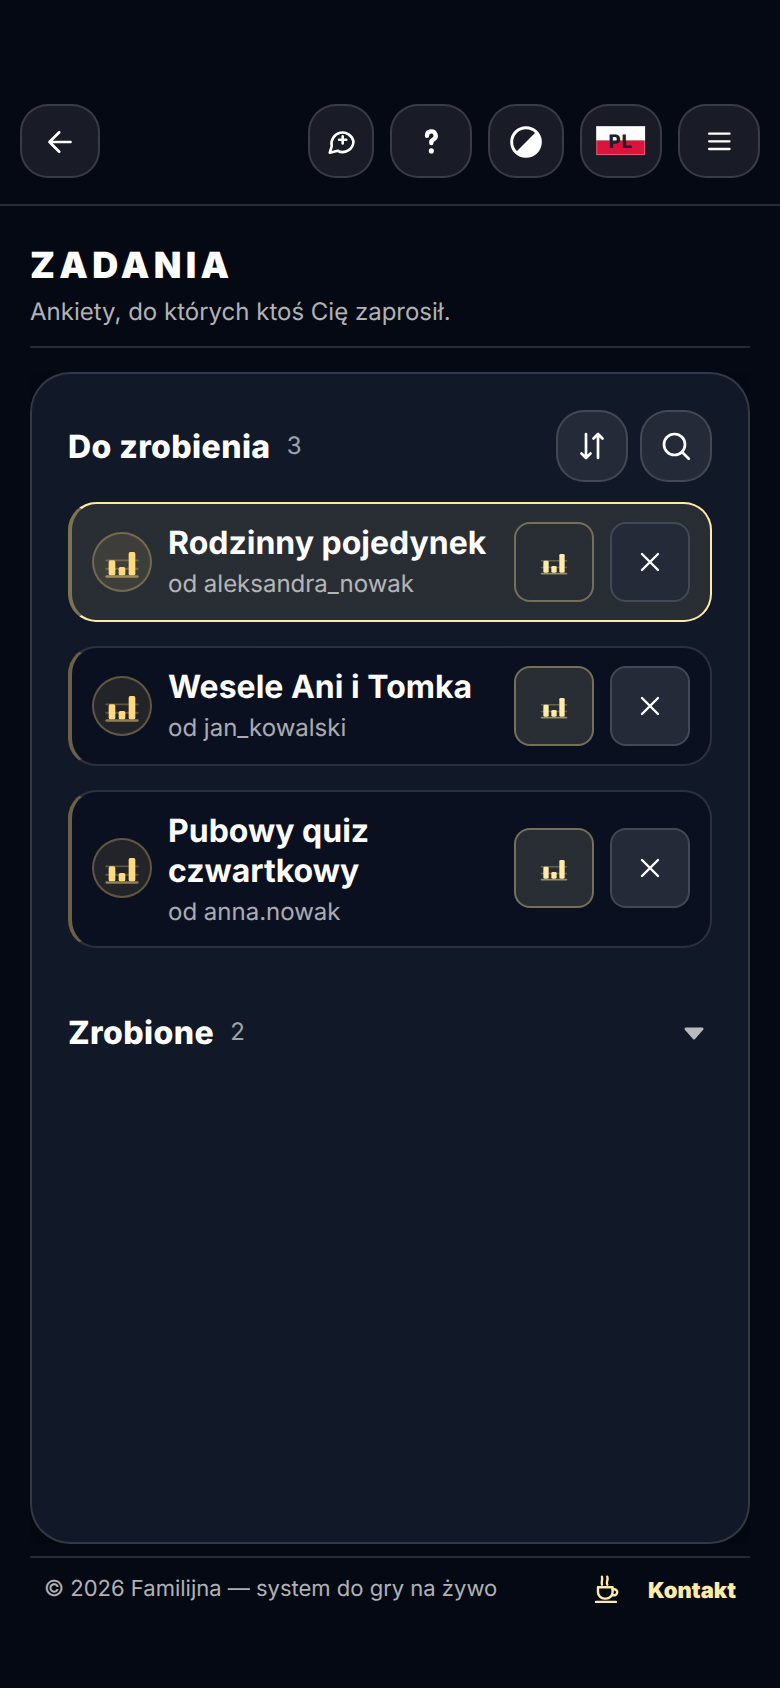 ?
PL
ZADANIA
Ankiety, do których ktoś Cię zaprosił.
Do zrobienia 3
Rodzinny pojedynek
od aleksandra_nowak
Wesele Ani i Tomka
od jan_kowalski
Pubowy quiz
czwartkowy
od anna.nowak
Zrobione 2
© 2026 Familijna — system do gry na żywo
Kontakt